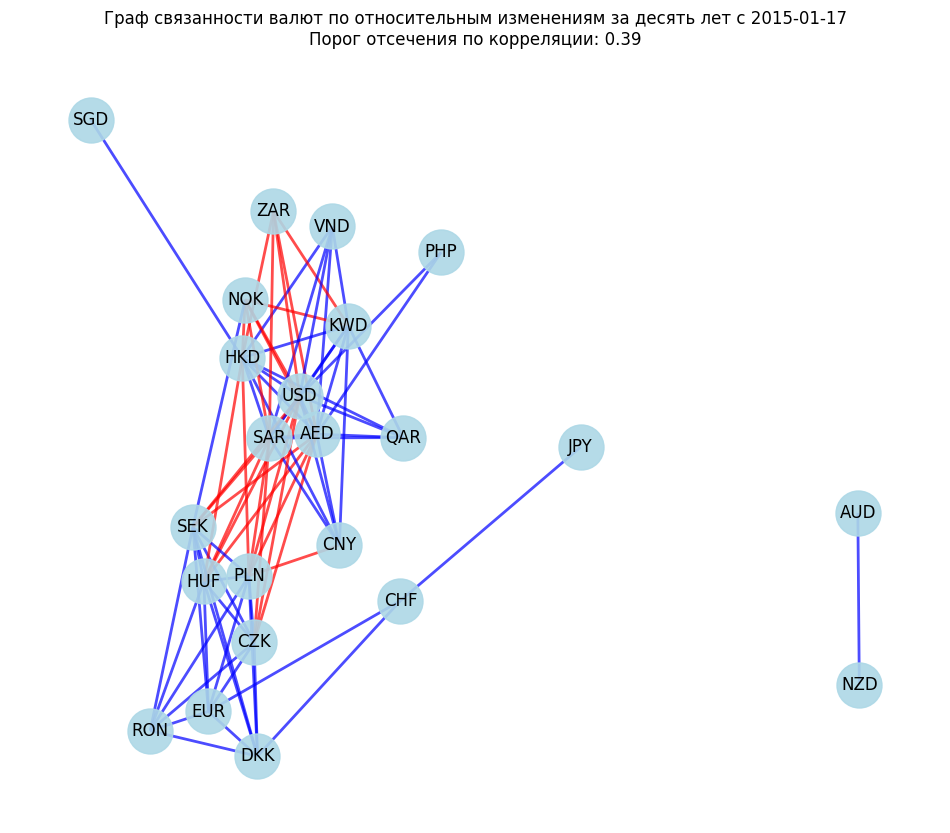 Граф связанности валют по относительным изменениям за десять лет с 2015-01-17
Порог отсечения по корреляции: 0.39
SGD
ZAR
VND
PHP
NOK
KWD
HKD
USD
SAR
AED
QAR
JPY
AUD
SEK
CNY
HUF
PLN
CHF
CZK
NZD
EUR
RON
DKK